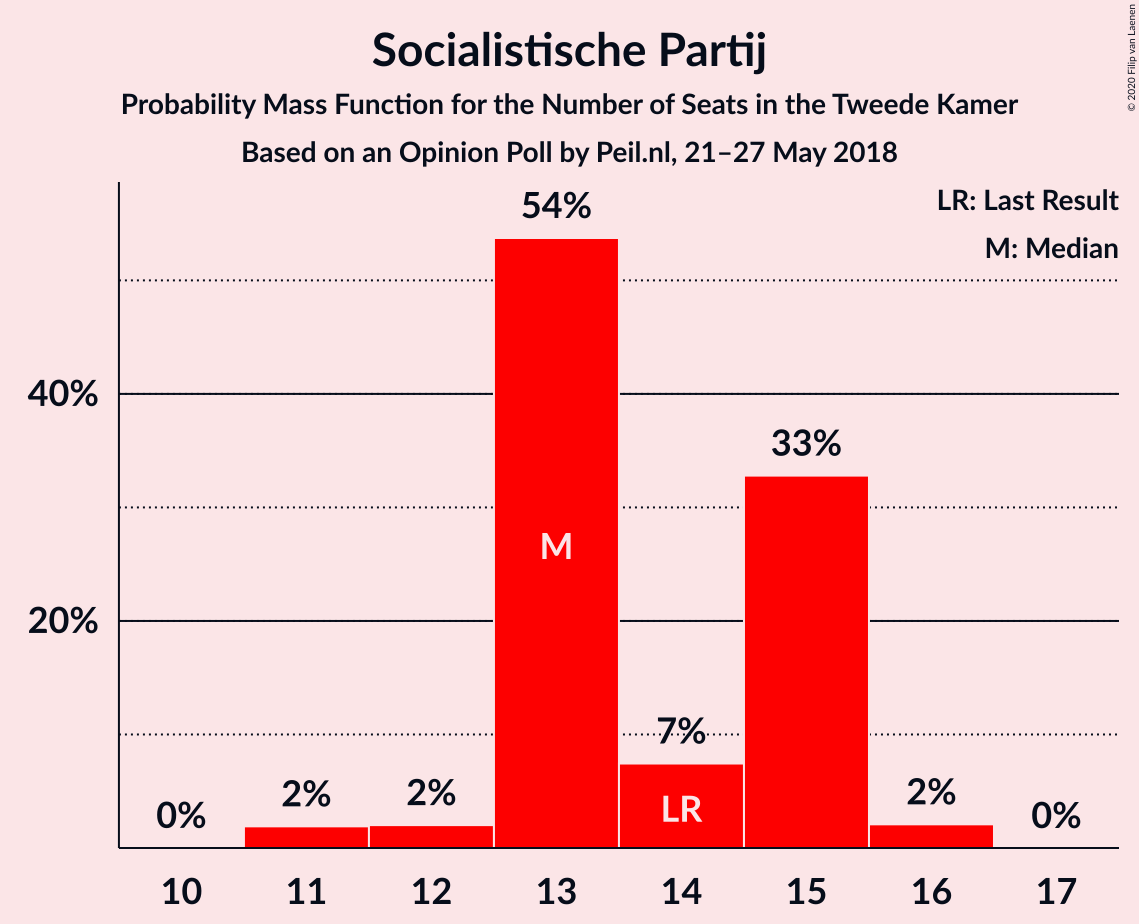 Socialistische Partij
Probability Mass Function for the Number of Seats in the Tweede Kamer
Based on an Opinion Poll by Peil.nl, 21–27 May 2018
© 2020 Filip van Laenen
LR: Last Result
M: Median
54%
40%
33%
M
20%
7%
LR
0%
2%
2%
2%
0%
10 11 12 13 14 15 16 17